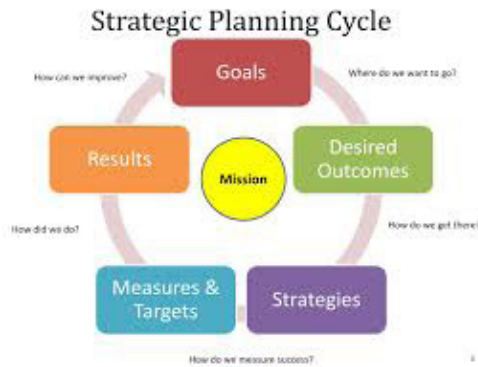 Strategic Planning Cycle
Goals
How can we improve?
Where do we want to go?
Results
Desired
Outcomes
Mission
How did we do?
How do we get there?
Measures &
Targets
Strategies
How do we measure success?